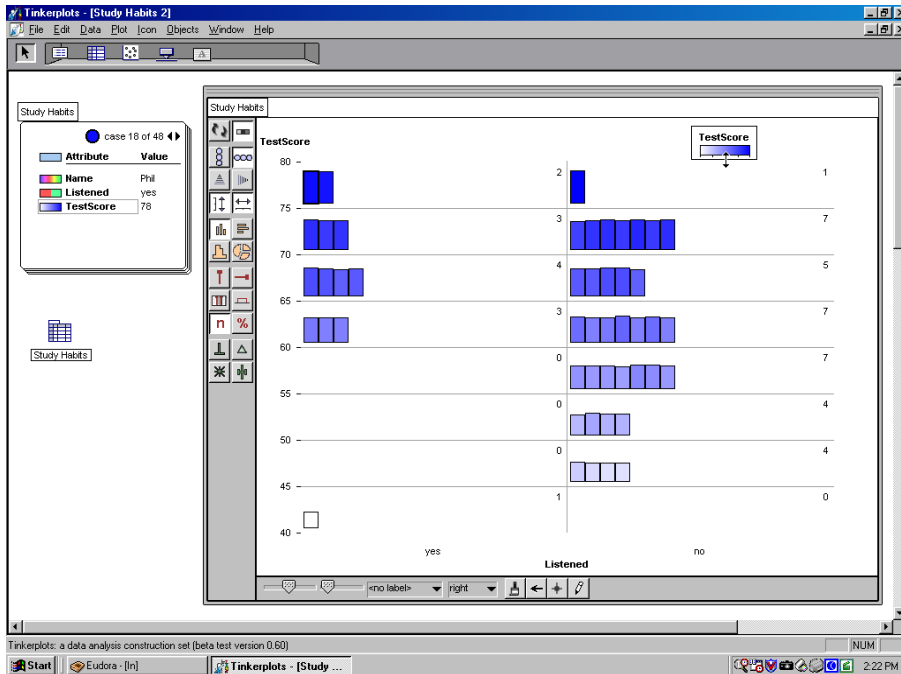 Tinkerplots - [Study Habits 2]
File Edit Data Plot Icon Objects Window Help
A
Study Habits
case 18 of 48
Attribute Value
Name Phil
Listened yes
TestScore 78
Study Habits
Study Habits
n %
TestScore
TestScore
80
2 1
75
3 7
70
4 5
65
3 7
60
0 7
55
0 4
50
0 4
45
1 0
40
yes no
Listened
<no label> right
Tinkerplots: a data analysis construction set (beta test version 0.60)
NUM
Start Eudora - [In] Tinkerplots - [Study ... 2:22 PM